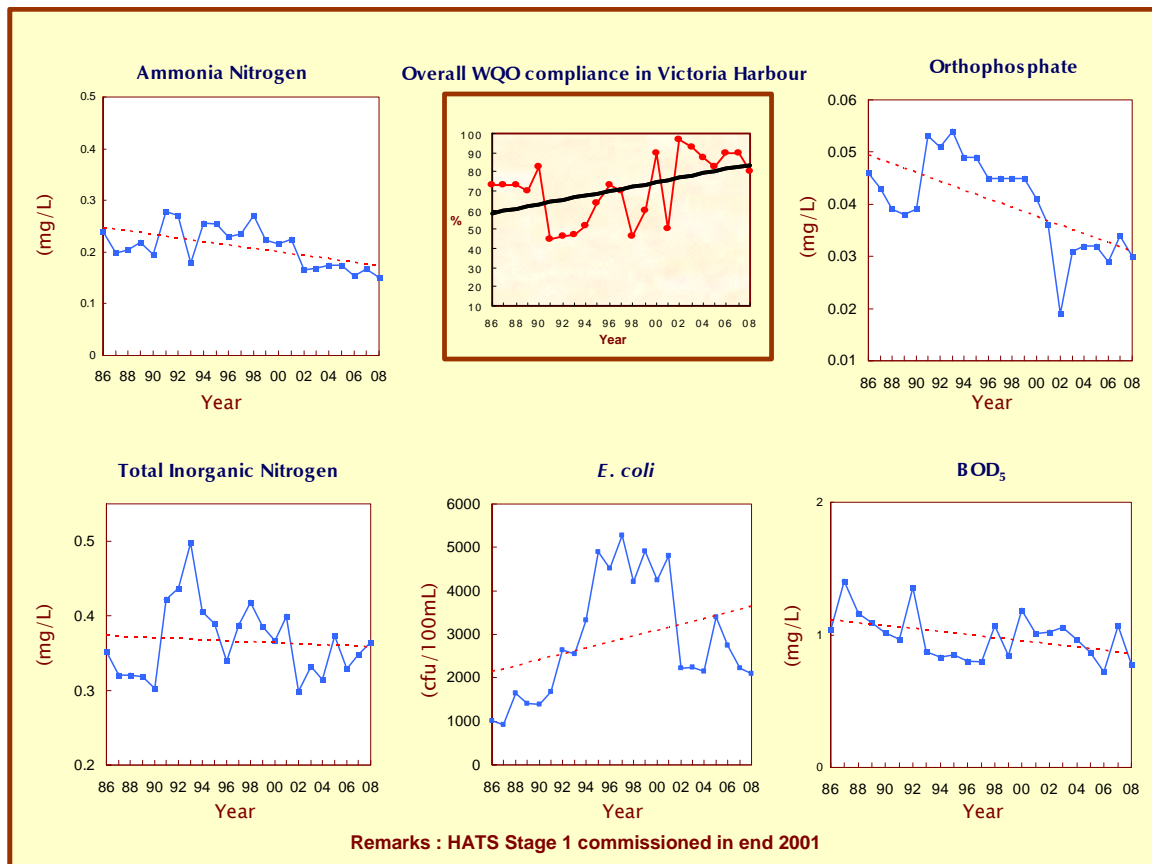 Ammonia Nitrogen
0.5
0.4
0.3
0.2
0.1
0
(mg/L)
86 88 90 92 94 96 98 00 02 04 06 08
Year
Overall WQO compliance in Victoria Harbour
100
90
80
70
60
50
40
30
20
10
%
86 88 90 92 94 96 98 00 02 04 06 08
Year
Orthophosphate
0.06
0.05
0.04
0.03
0.02
0.01
(mg/L)
86 88 90 92 94 96 98 00 02 04 06 08
Year
Total Inorganic Nitrogen
0.5
0.4
0.3
0.2
(mg/L)
86 88 90 92 94 96 98 00 02 04 06 08
Year
E. coli
6000
5000
4000
3000
2000
1000
0
(cfu/100mL)
86 88 90 92 94 96 98 00 02 04 06 08
Year
BOD5
2
1
0
(mg/L)
86 88 90 92 94 96 98 00 02 04 06 08
Year
Remarks : HATS Stage 1 commissioned in end 2001